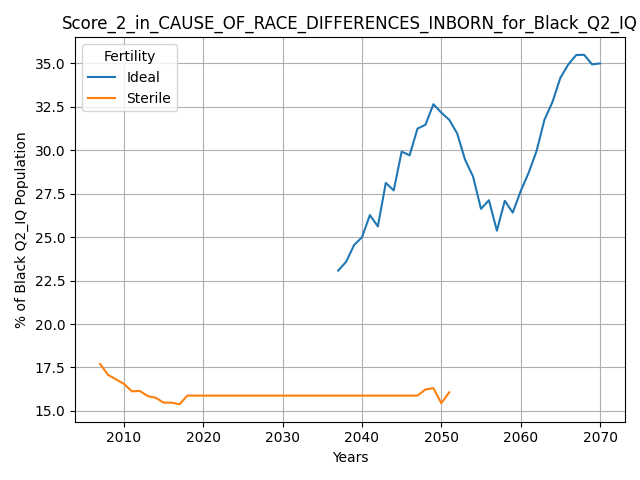 Score_2_in_CAUSE_OF_RACE_DIFFERENCES_INBORN_for_Black_Q2_IQ
Fertility
Ideal
Sterile
% of Black Q2_IQ Population
35.0
32.5
30.0
27.5
25.0
22.5
20.0
17.5
15.0
2010 2020 2030 2040 2050 2060 2070
Years